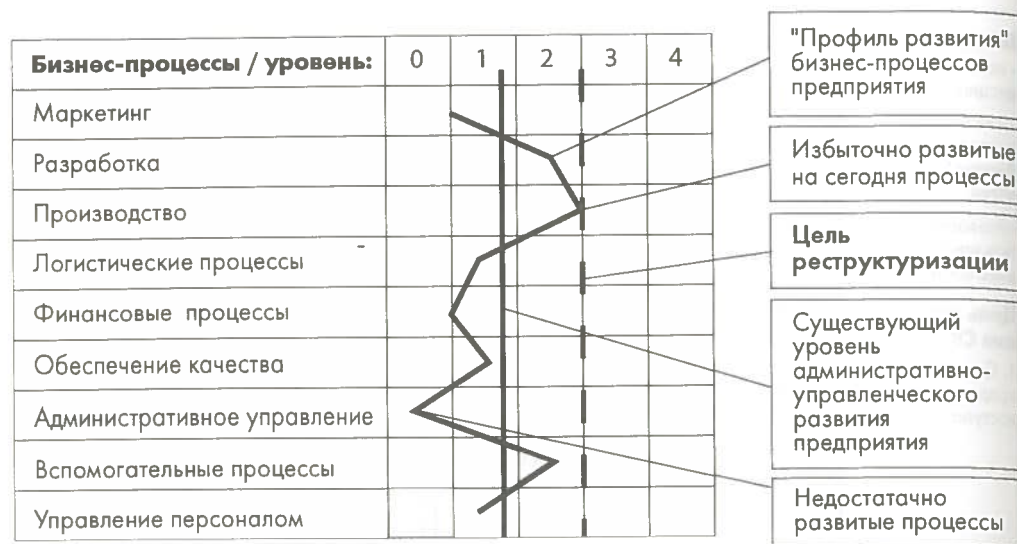 Бизнес-процессы / уровень: 0 1 2 3 4
Маркетинг
Разработка
Производство
Логистические процессы
Финансовые процессы
Обеспечение качества
Административное управление
Вспомогательные процессы
Управление персоналом
"Профиль развития"
бизнес-процессов
предприятия
Избыточно развитые
на сегодня процессы
Цель
реструктуризации
Существующий
уровень
административно-
управленческого
развития
предприятия
Недостатачно
развитые процессы